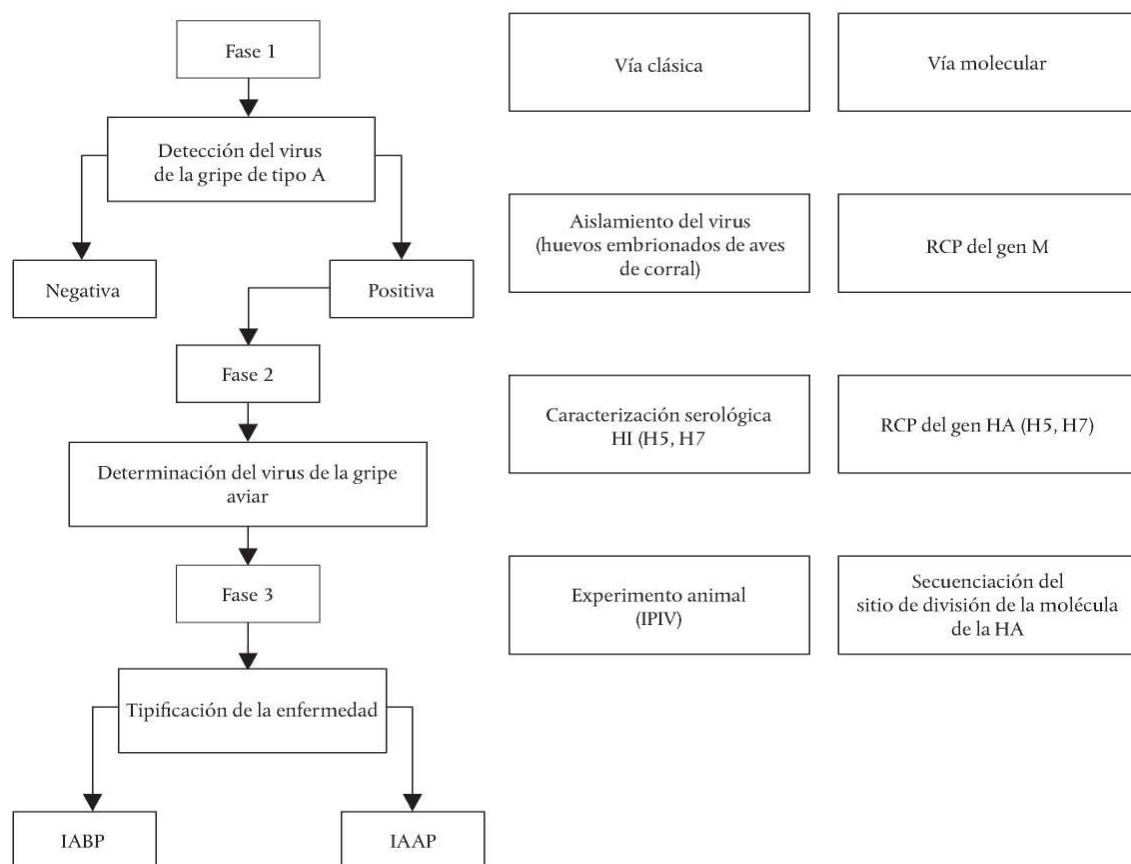 Fase 1
Detección del virus
de la gripe de tipo A
Negativa
Positiva
Fase 2
Determinación del virus de la gripe
aviar
Fase 3
Tipificación de la enfermedad
IABP
IAAP
Vía clásica
Vía molecular
Aislamiento del virus
(huevos embrionados de aves
de corral)
RCP del gen M
Caracterización serológica
HI (H5, H7
RCP del gen HA (H5, H7)
Experimento animal
(IPIV)
Secuenciación del
sitio de división de la molécula
de la HA